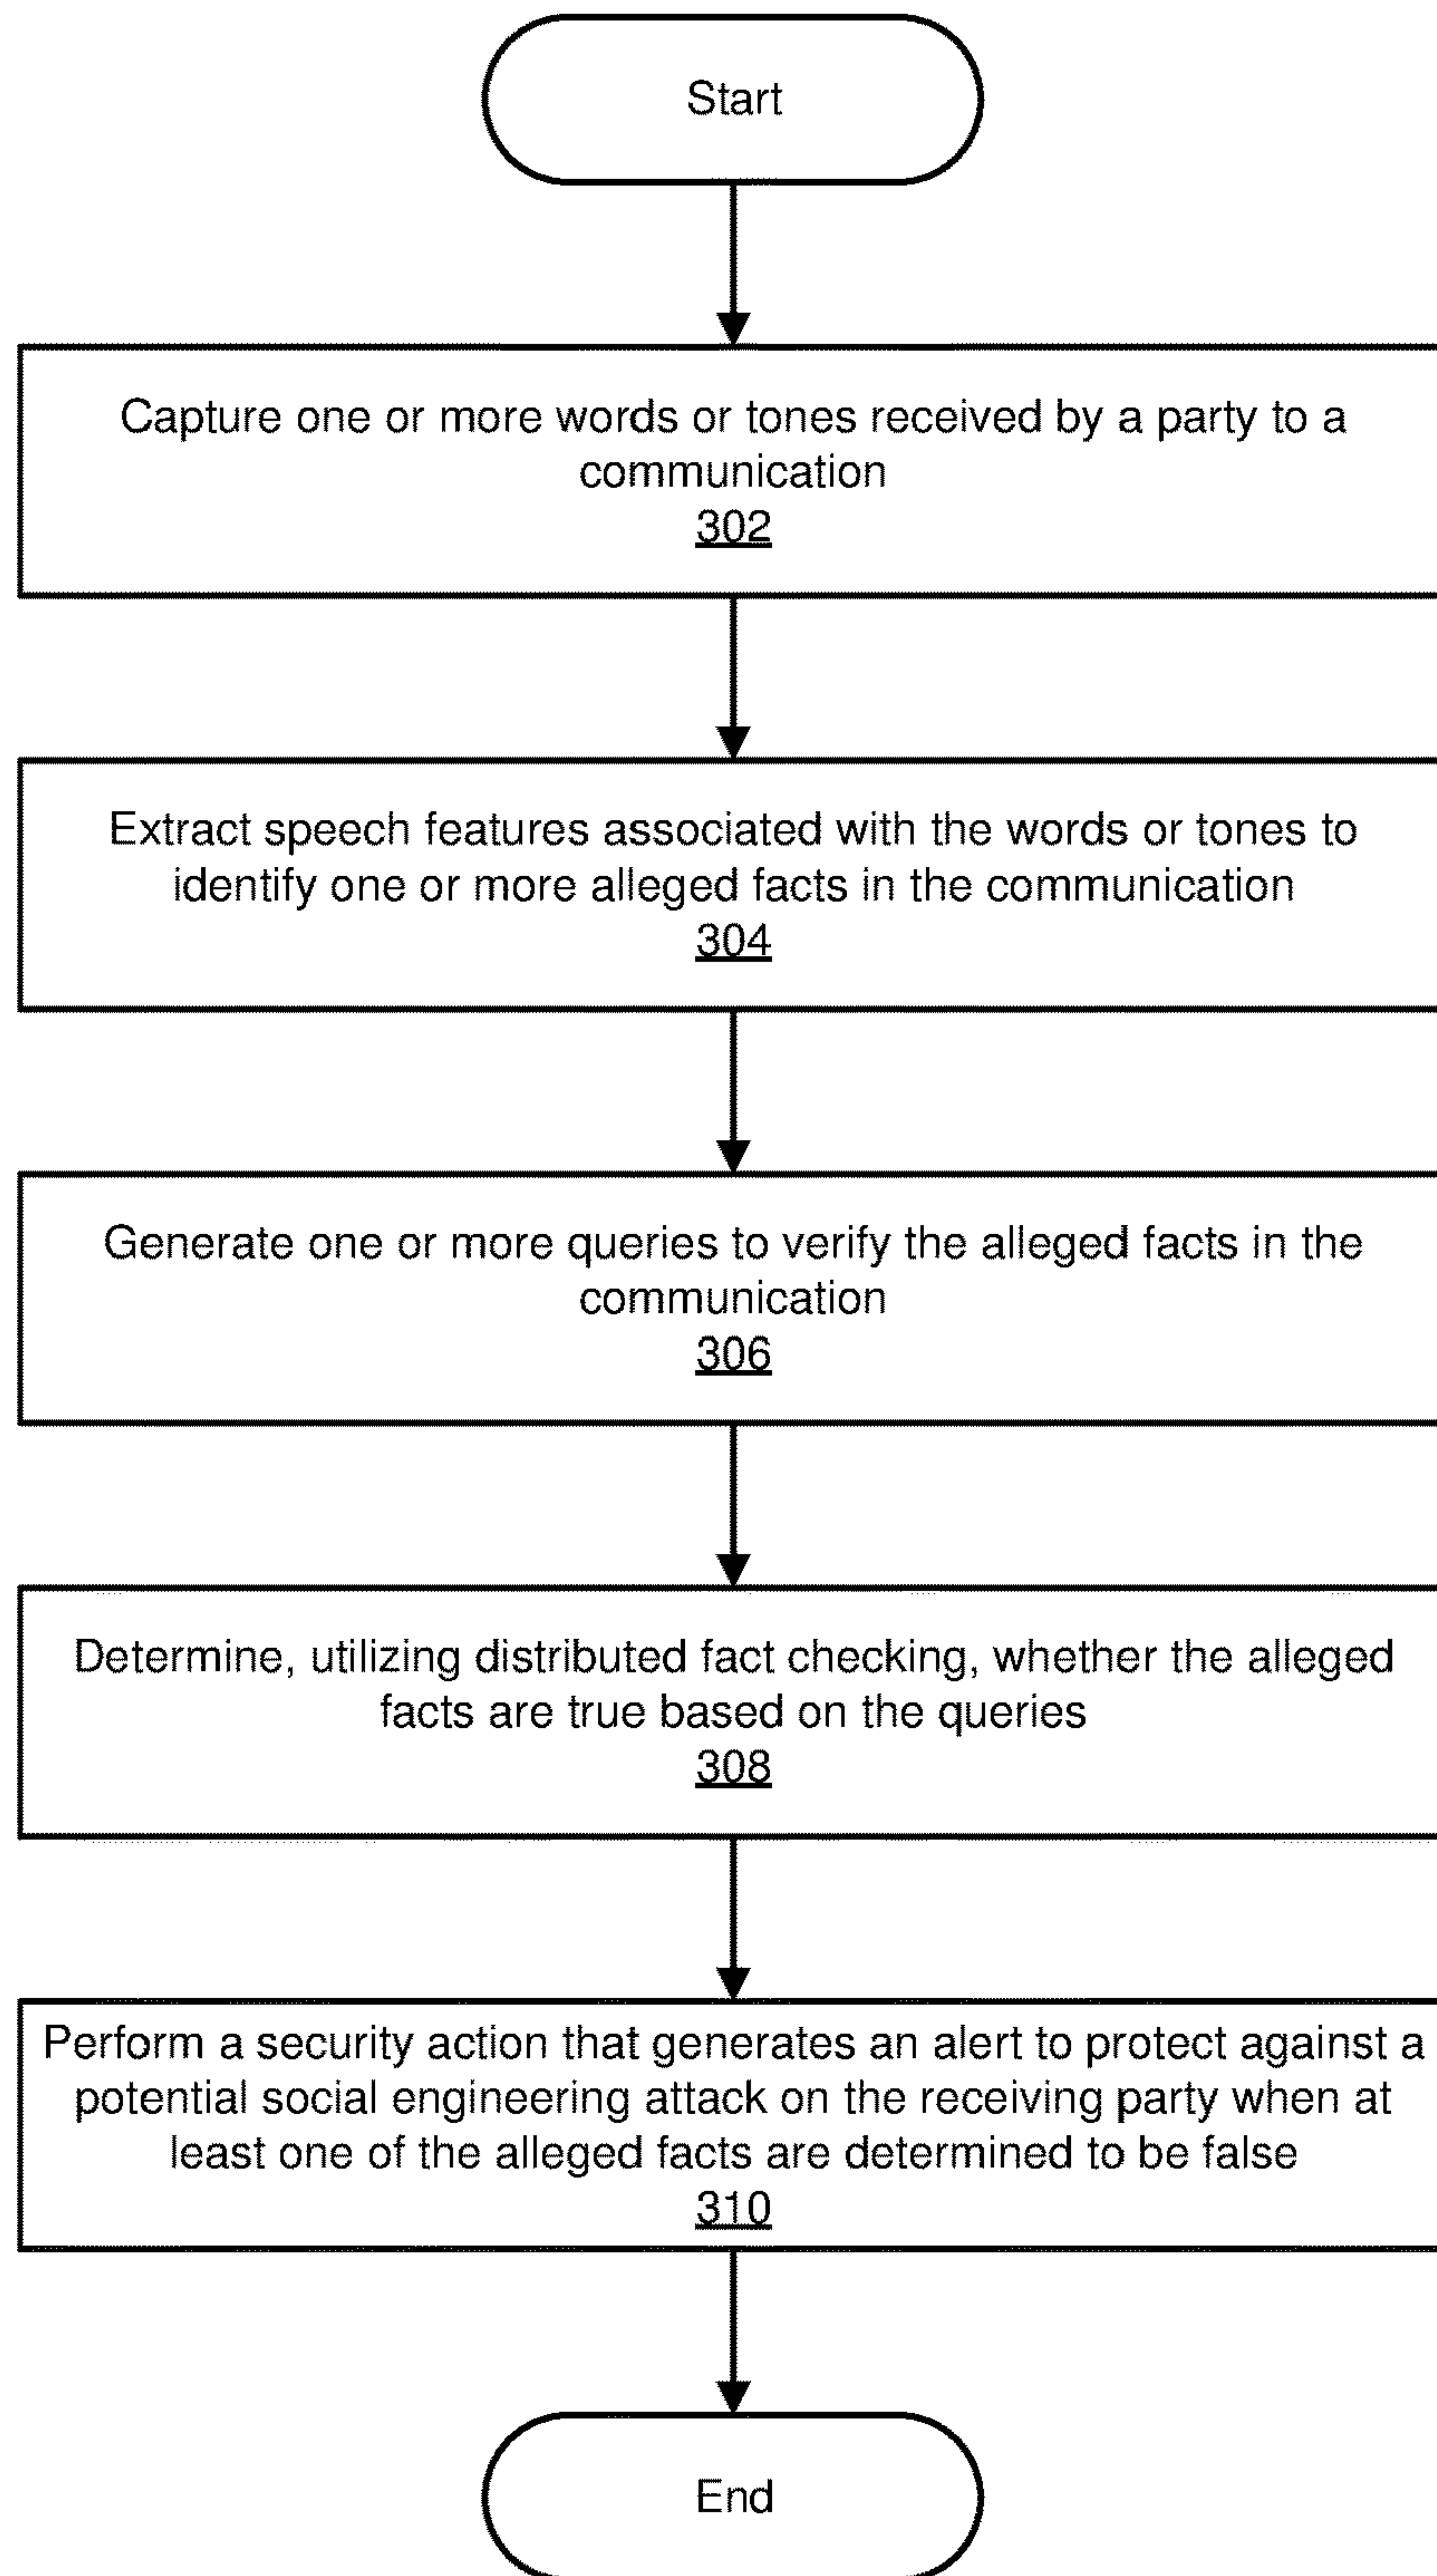 Start
Capture one or more words or tones received by a party to a
communication
302
Extract speech features associated with the words or tones to
identify one or more alleged facts in the communication
304
Generate one or more queries to verify the alleged facts in the
communication
306
Determine, utilizing distributed fact checking, whether the alleged
facts are true based on the queries
308
Perform a security action that generates an alert to protect against a
potential social engineering attack on the receiving party when at
least one of the alleged facts are determined to be false
310
End